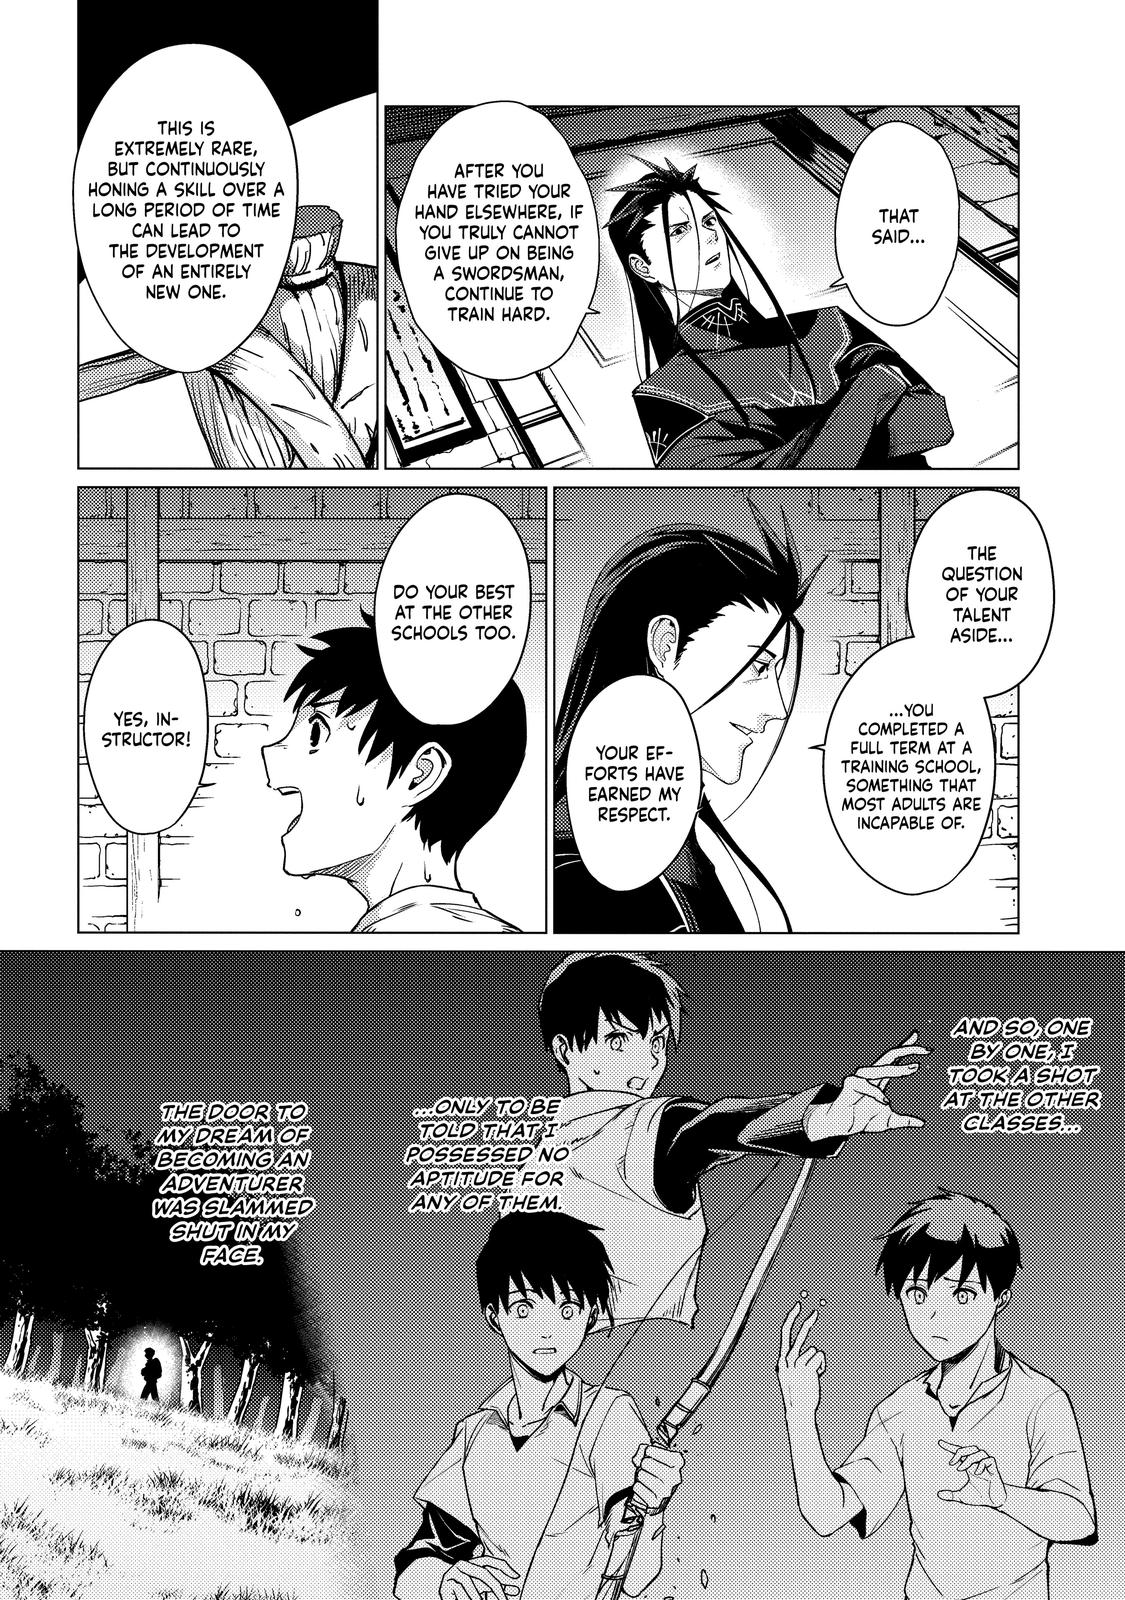 THAT
SAID...
AFTER YOU
HAVE TRIED YOUR
HAND ELSEWHERE, IF
YOU TRULY CANNOT
GIVE UP ON BEING
A SWORDSMAN,
CONTINUE TO
TRAIN HARD.
THIS IS
EXTREMELY RARE,
BUT CONTINUOUSLY
HONING A SKILL OVER A
LONG PERIOD OF TIME
CAN LEAD TO
THE DEVELOPMENT
OF AN ENTIRELY
NEW ONE.
THE
QUESTION
OF YOUR
TALENT
ASIDE...
...YOU
COMPLETED A
FULL TERM AT A
TRAINING SCHOOL,
SOMETHING THAT
MOST ADULTS ARE
INCAPABLE OF.
YOUR EF-
FORTS HAVE
EARNED MY
RESPECT.
DO YOUR BEST
AT THE OTHER
SCHOOLS TOO.
YES, IN-
STRUCTOR!
AND SO, ONE
BY ONE, I
TOOK A SHOT
AT THE OTHER
CLASSES...
...ONLY TO BE
TOLD THAT I
POSSESSED NO
APTITUDE FOR
ANY OF THEM.
THE DOOR TO
MY DREAM OF
BECOMING AN
ADVENTURER
WAS SLAMMED
SHUT IN MY
FACE.